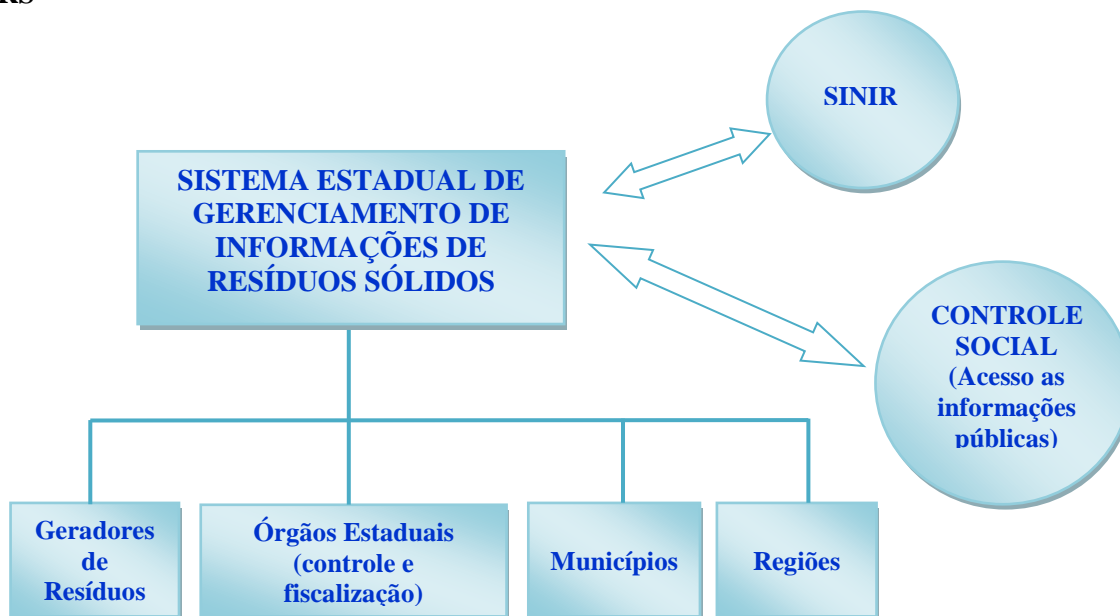 SINIR
SISTEMA ESTADUAL DE
GERENCIAMENTO DE
INFORMAÇÕES DE
RESÍDUOS SÓLIDOS
CONTROLE
SOCIAL
(Acesso as
informações
públicas)
Geradores
de
Resíduos
Órgãos Estaduais
(controle e
fiscalização)
Municípios
Regiões